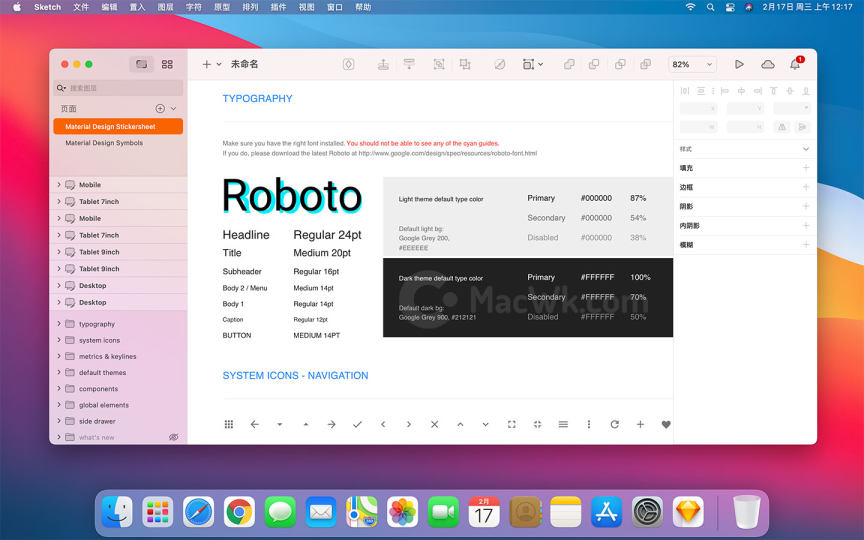 Sketch 文件 编辑 置入 图层 字符 原型 排列 插件 视图 窗口 帮助 2月17日 周三 上午 12:17
未命名 82% 1
搜索图层
页面
Material Design Stickersheet
Material Design Symbols
Mobile
Tablet 7inch
Mobile
Tablet 7inch
Tablet 9inch
Tablet 9inch
Desktop
Desktop
typography
system icons
metrics & keylines
default themes
components
global elements
side drawer
what's new
TYPOGRAPHY
Make sure you have the right font installed. You should not be able to see any of the cyan guides.
If you do, please download the latest Roboto at http://www.google.com/design/spec/resources/roboto-font.html
Roboto
Headline Regular 24pt
Title Medium 20pt
Subheader Regular 16pt
Body 2 / Menu Medium 14pt
Body 1 Regular 14pt
Caption Regular 12pt
BUTTON MEDIUM 14PT
Light theme default type color Primary #000000 87%
Secondary #000000 54%
Disabled #000000 38%
Default light bg:
Google Grey 200,
#EEEEEE
Dark theme default type color Primary #FFFFFF 100%
Secondary #FFFFFF 70%
Disabled #FFFFFF 50%
Default dark bg:
Google Grey 900, #212121
MacWk.com
SYSTEM ICONS - NAVIGATION
X Y
W H
样式
填充
边框
阴影
内阴影
模糊
2月
17